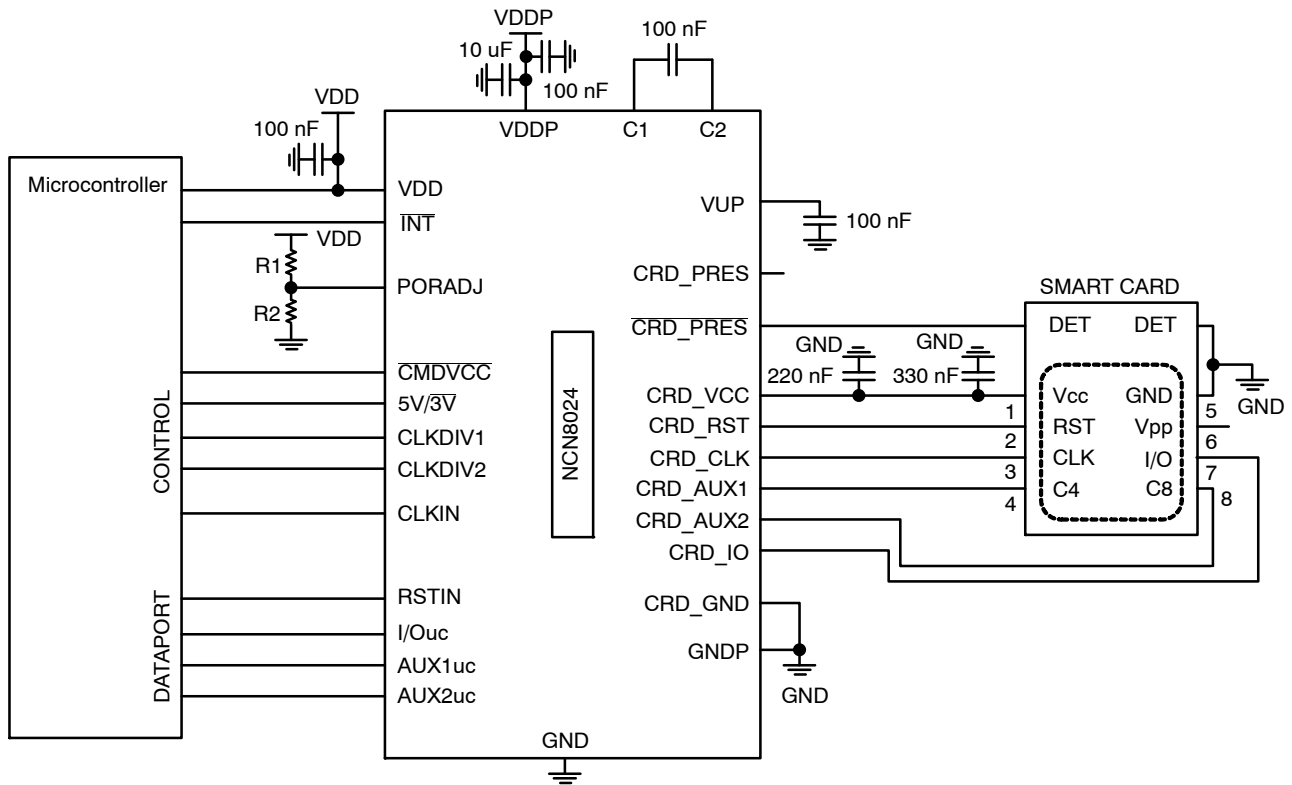 VDDP
10 uF
100 nF
100 nF
VDD
100 nF
VDDP
C1
C2
Microcontroller
VDD
INT
VDD
R1
R2
PORADJ
CMDVCC
5V/3V
CLKDIV1
CLKDIV2
CLKIN
CONTROL
RSTIN
I/Ouc
AUX1uc
AUX2uc
DATAPORT
NCN8024
GND
VUP
100 nF
CRD_PRES
CRD_PRES
CRD_VCC
CRD_RST
CRD_CLK
CRD_AUX1
CRD_AUX2
CRD_IO
CRD_GND
GNDP
GND
GND
220 nF
GND
330 nF
SMART CARD
DET
DET
Vcc
GND
RST
Vpp
CLK
I/O
C4
C8
1
2
3
4
5
6
7
8
GND